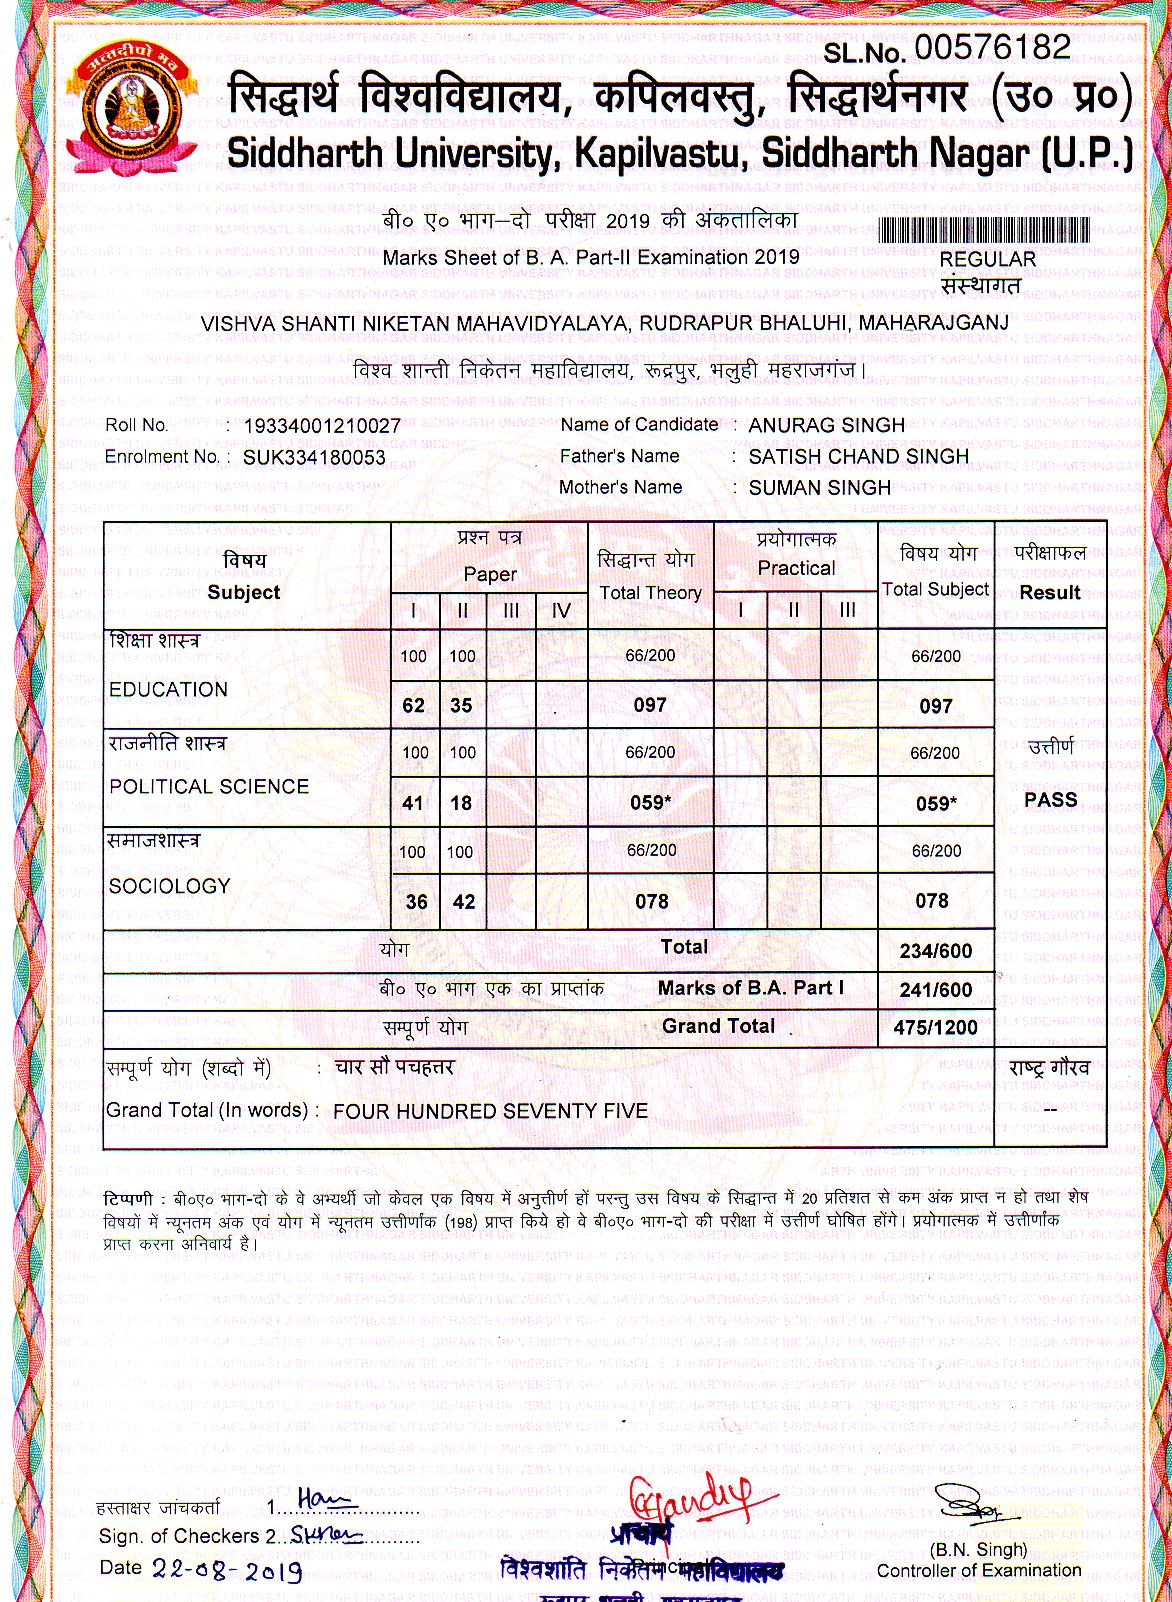 अत्तदीपो भव
SL.No. 00576182
सिद्धार्थ विश्वविद्यालय, कपिलवस्तु, सिद्धार्थनगर (उ० प्र०)
Siddharth University, Kapilvastu, Siddharth Nagar (U.P.)
बी० ए० भाग–दो परीक्षा 2019 की अंकतालिका
Marks Sheet of B. A. Part-II Examination 2019
REGULAR
संस्थागत
VISHVA SHANTI NIKETAN MAHAVIDYALAYA, RUDRAPUR BHALUHI, MAHARAJGANJ
विश्व शान्ती निकेतन महाविद्यालय, रूद्रपुर, भलुही महराजगंज।
Roll No. : 19334001210027 Name of Candidate : ANURAG SINGH
Enrolment No. : SUK334180053 Father's Name : SATISH CHAND SINGH
Mother's Name : SUMAN SINGH
विषय प्रश्न पत्र सिद्धान्त योग प्रयोगात्मक विषय योग परीक्षाफल
Subject Paper Total Theory Practical Total Subject Result
I II III IV I II III
शिक्षा शास्त्र 100 100 66/200 66/200
EDUCATION 62 35 097 097
राजनीति शास्त्र 100 100 66/200 66/200 उत्तीर्ण
POLITICAL SCIENCE 41 18 059* 059* PASS
समाजशास्त्र 100 100 66/200 66/200
SOCIOLOGY 36 42 078 078
योग Total 234/600
बी० ए० भाग एक का प्राप्तांक Marks of B.A. Part I 241/600
सम्पूर्ण योग Grand Total 475/1200
सम्पूर्ण योग (शब्दो में) : चार सौ पचहत्तर राष्ट्र गौरव
Grand Total (In words) : FOUR HUNDRED SEVENTY FIVE --
टिप्पणी : बी०ए० भाग-दो के वे अभ्यर्थी जो केवल एक विषय में अनुत्तीर्ण हों परन्तु उस विषय के सिद्धान्त में 20 प्रतिशत से कम अंक प्राप्त न हो तथा शेष
विषयों में न्यूनतम अंक एवं योग में न्यूनतम उत्तीर्णांक (198) प्राप्त किये हो वे बी०ए० भाग-दो की परीक्षा में उत्तीर्ण घोषित होंगे। प्रयोगात्मक में उत्तीर्णांक
प्राप्त करना अनिवार्य है।
हस्ताक्षर जांचकर्ता 1..........................
Sign. of Checkers 2..........................
प्राचार्य
(B.N. Singh)
Date 22-08-2019 Principal Controller of Examination
विश्वशांति निकेतन महाविद्यालय